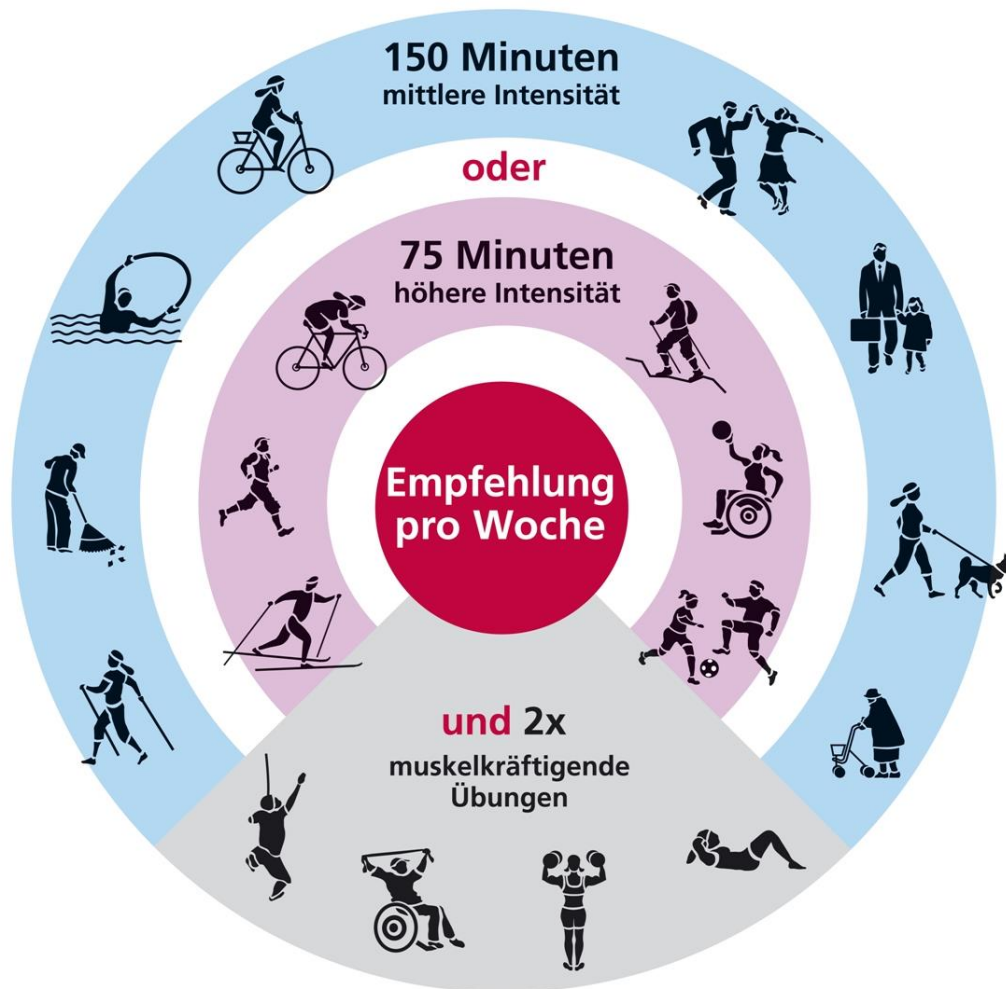 150 Minuten
mittlere Intensität
oder
75 Minuten
höhere Intensität
Empfehlung
pro Woche
und 2x
muskelkräftigende
Übungen